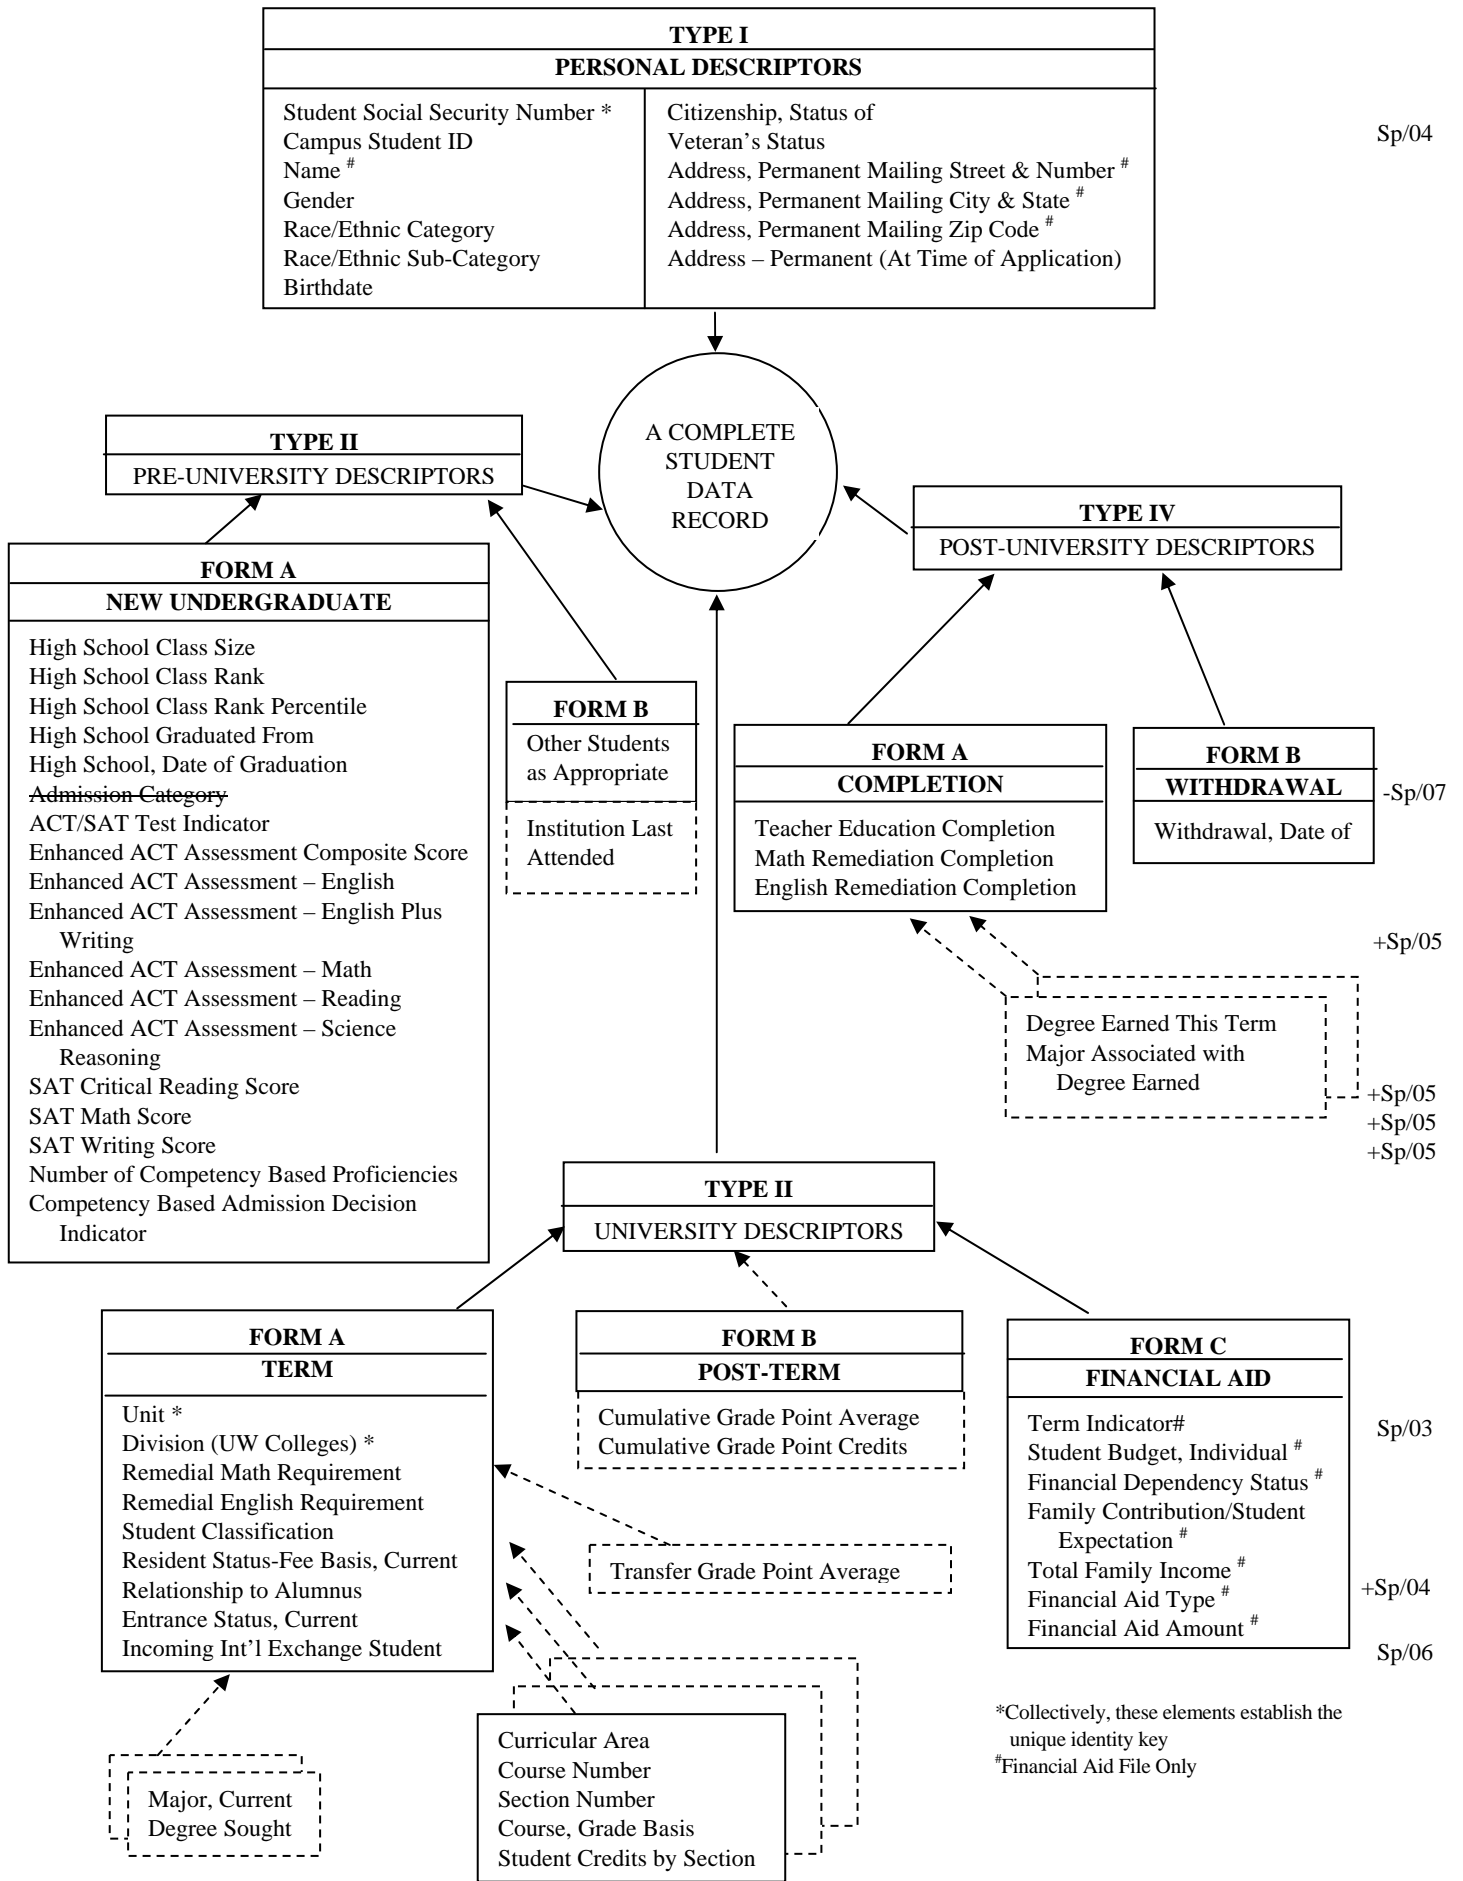 TYPE I
PERSONAL DESCRIPTORS
Student Social Security Number *
Campus Student ID
Name #
Gender
Race/Ethnic Category
Race/Ethnic Sub-Category
Birthdate
Citizenship, Status of
Veteran’s Status
Address, Permanent Mailing Street & Number #
Address, Permanent Mailing City & State #
Address, Permanent Mailing Zip Code #
Address – Permanent (At Time of Application)
Sp/04
A COMPLETE
STUDENT
DATA
RECORD
TYPE II
PRE-UNIVERSITY DESCRIPTORS
TYPE IV
POST-UNIVERSITY DESCRIPTORS
FORM A
NEW UNDERGRADUATE
High School Class Size
High School Class Rank
High School Class Rank Percentile
High School Graduated From
High School, Date of Graduation
Admission Category
ACT/SAT Test Indicator
Enhanced ACT Assessment Composite Score
Enhanced ACT Assessment – English
Enhanced ACT Assessment – English Plus
Writing
Enhanced ACT Assessment – Math
Enhanced ACT Assessment – Reading
Enhanced ACT Assessment – Science
Reasoning
SAT Critical Reading Score
SAT Math Score
SAT Writing Score
Number of Competency Based Proficiencies
Competency Based Admission Decision
Indicator
FORM B
Other Students
as Appropriate
Institution Last
Attended
FORM A
COMPLETION
Teacher Education Completion
Math Remediation Completion
English Remediation Completion
FORM B
WITHDRAWAL
Withdrawal, Date of
-Sp/07
+Sp/05
Degree Earned This Term
Major Associated with
Degree Earned
+Sp/05
+Sp/05
+Sp/05
TYPE II
UNIVERSITY DESCRIPTORS
FORM A
TERM
Unit *
Division (UW Colleges) *
Remedial Math Requirement
Remedial English Requirement
Student Classification
Resident Status-Fee Basis, Current
Relationship to Alumnus
Entrance Status, Current
Incoming Int’l Exchange Student
FORM B
POST-TERM
Cumulative Grade Point Average
Cumulative Grade Point Credits
Transfer Grade Point Average
FORM C
FINANCIAL AID
Term Indicator#
Student Budget, Individual #
Financial Dependency Status #
Family Contribution/Student
Expectation #
Total Family Income #
Financial Aid Type #
Financial Aid Amount #
Sp/03
+Sp/04
Sp/06
Major, Current
Degree Sought
Curricular Area
Course Number
Section Number
Course, Grade Basis
Student Credits by Section
*Collectively, these elements establish the
unique identity key
#Financial Aid File Only